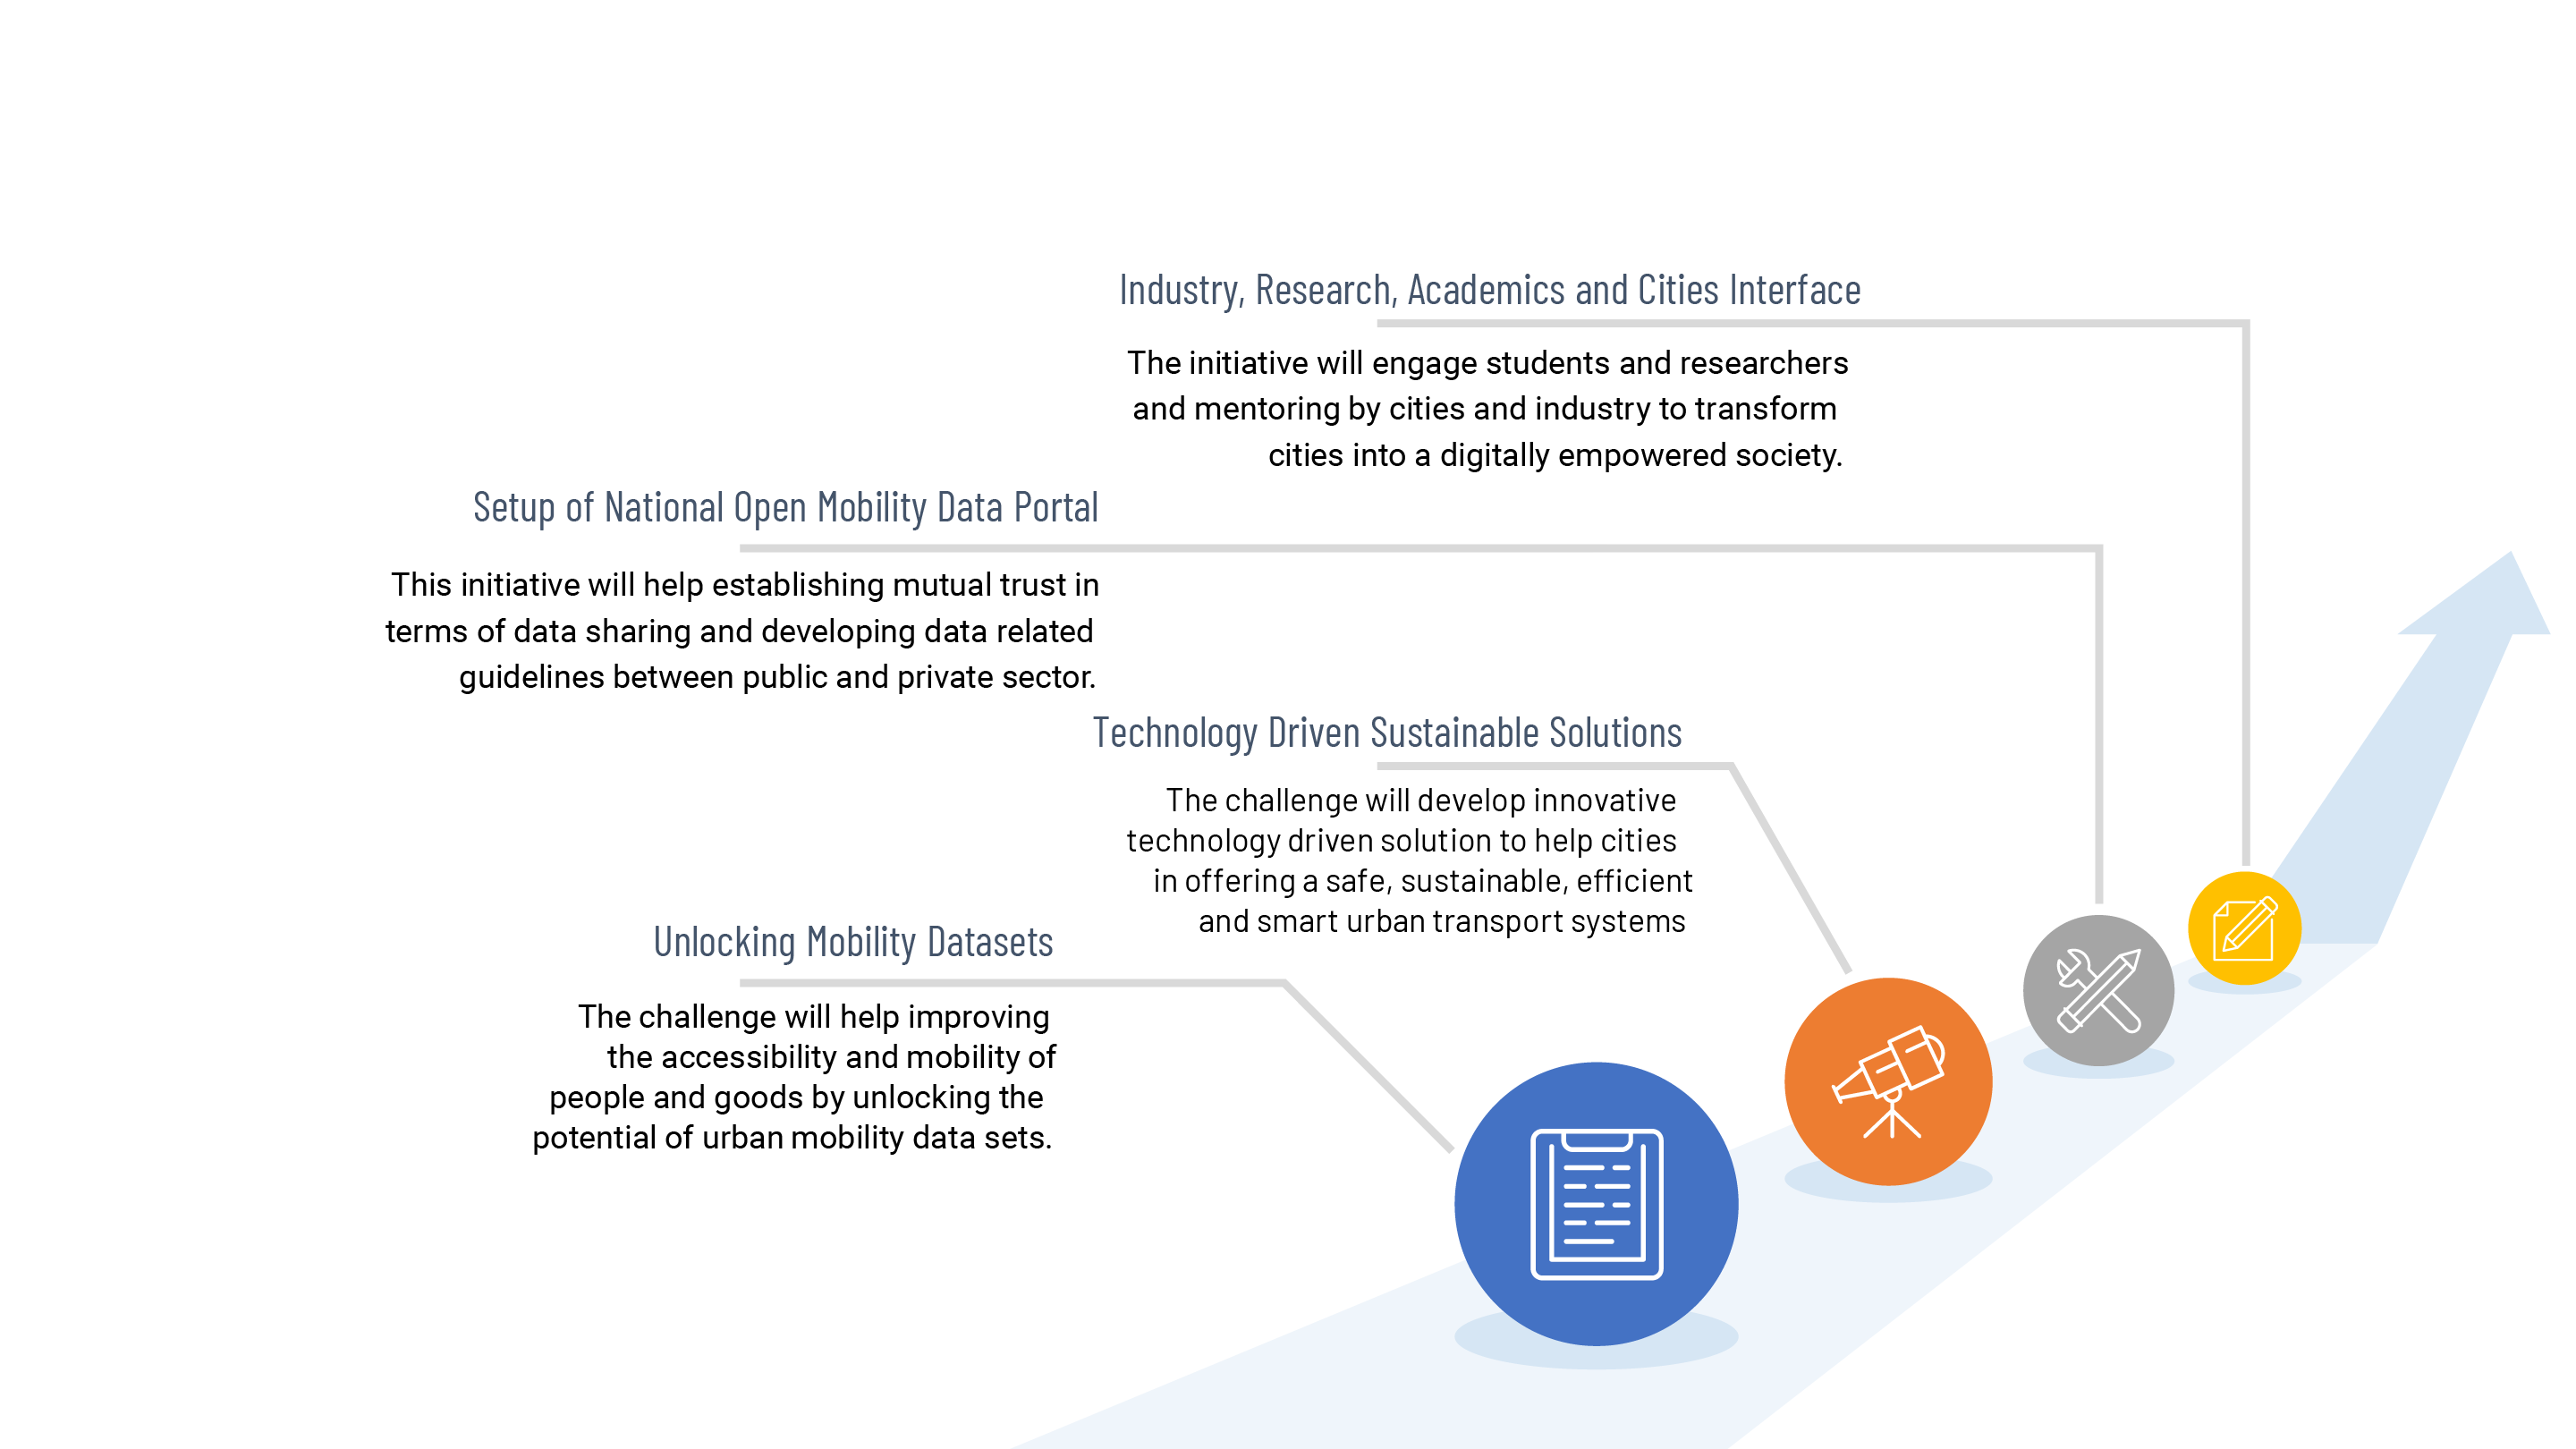 Industry, Research, Academics and Cities Interface
The initiative will engage students and researchers
and mentoring by cities and industry to transform
cities into a digitally empowered society.
Setup of National Open Mobility Data Portal
This initiative will help establishing mutual trust in
terms of data sharing and developing data related
guidelines between public and private sector.
Technology Driven Sustainable Solutions
The challenge will develop innovative
technology driven solution to help cities
in offering a safe, sustainable, efficient
and smart urban transport systems
Unlocking Mobility Datasets
The challenge will help improving
the accessibility and mobility of
people and goods by unlocking the
potential of urban mobility data sets.